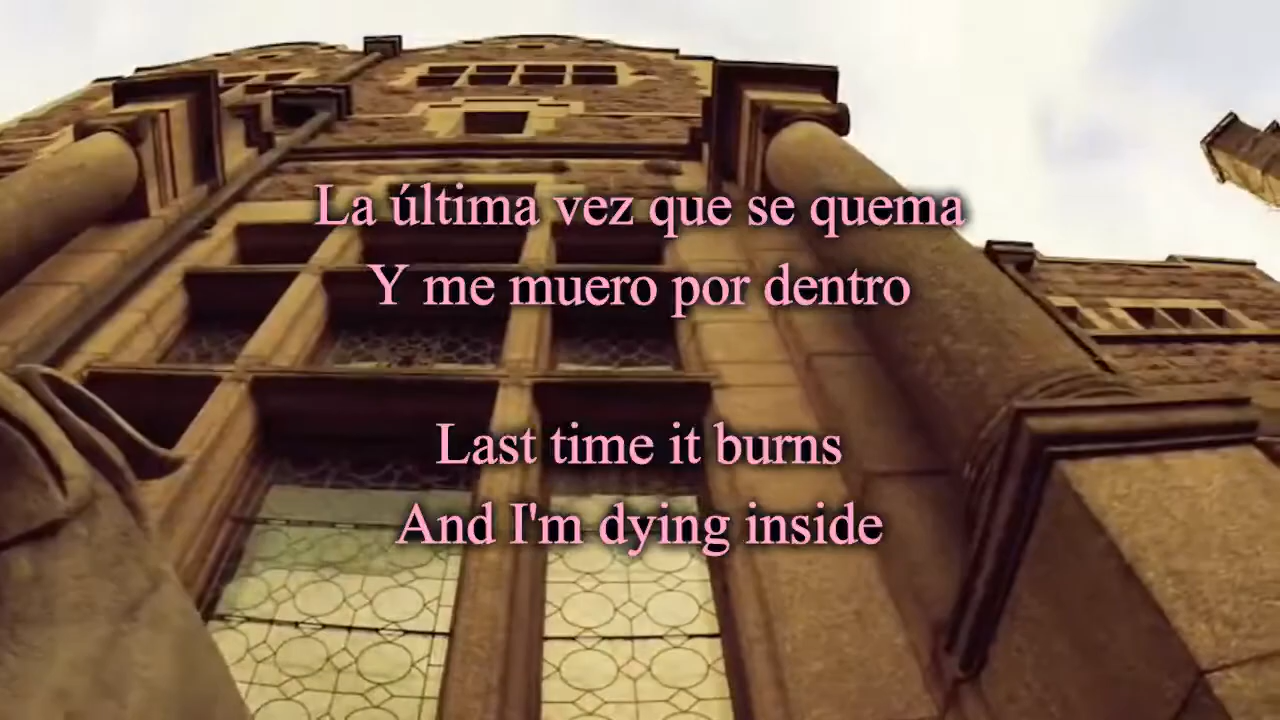 La última vez que se quema
Y me muero por dentro
Last time it burns
And I'm dying inside